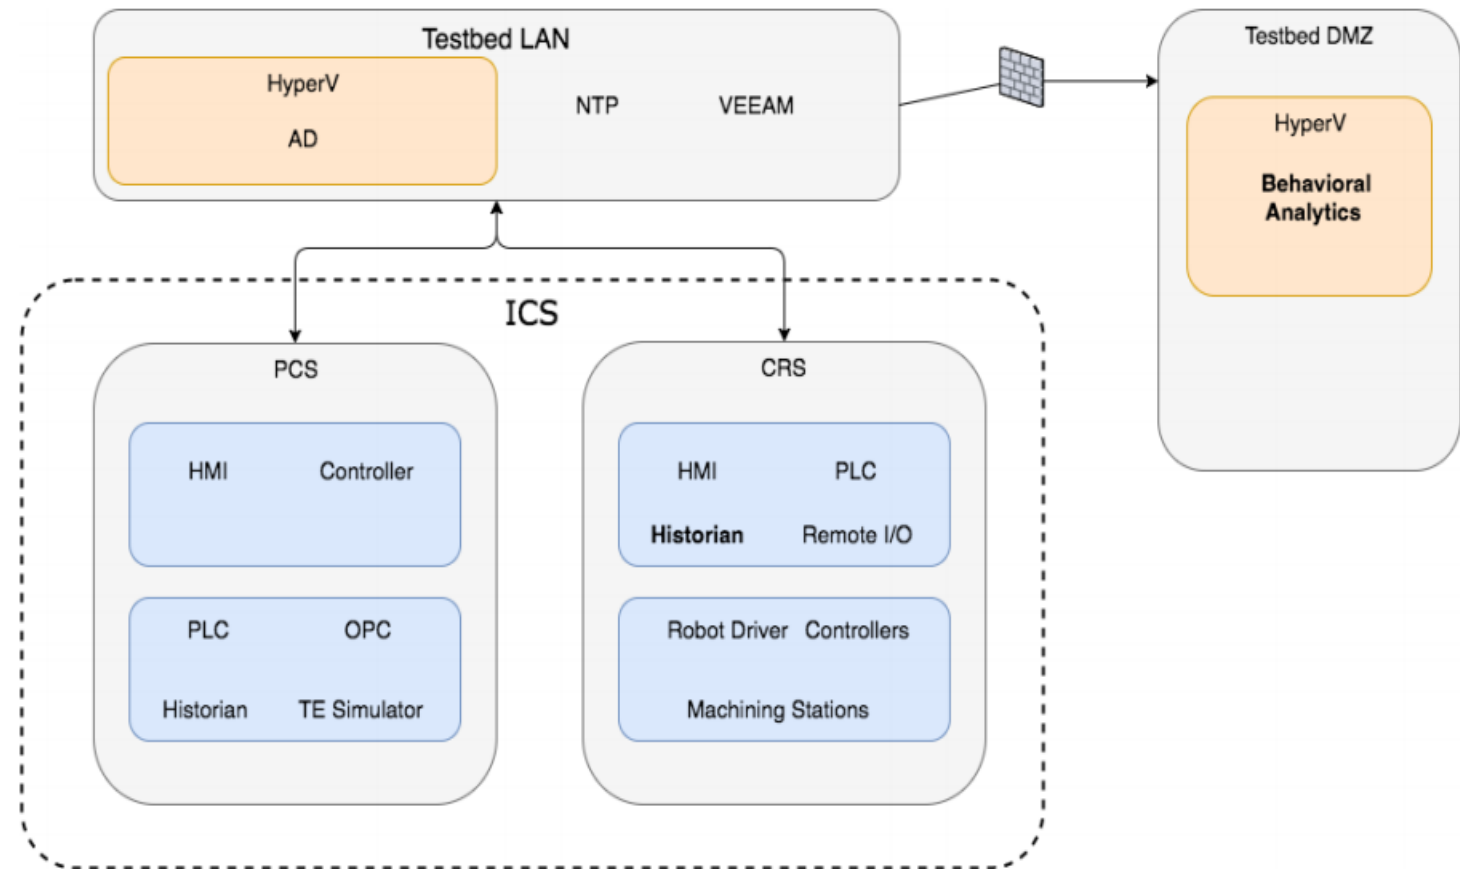 Testbed LAN
HyperV
AD
NTP
VEEAM
Testbed DMZ
HyperV
Behavioral
Analytics
ICS
PCS
HMI
Controller
PLC
OPC
Historian
TE Simulator
CRS
HMI
PLC
Historian
Remote I/O
Robot Driver
Controllers
Machining Stations